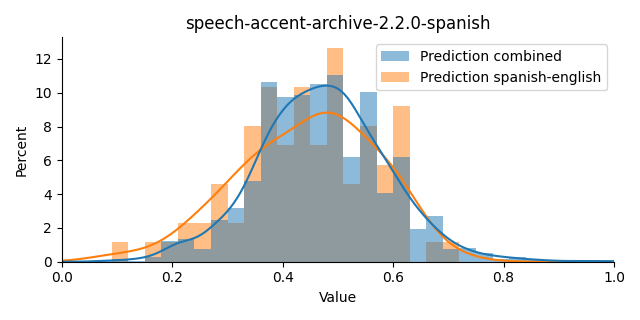 speech-accent-archive-2.2.0-spanish
Prediction combined
Prediction spanish-english
Percent
12
10
8
6
4
2
0
0.0 0.2 0.4 0.6 0.8 1.0
Value